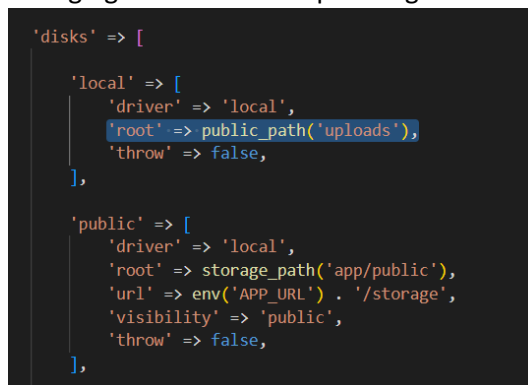 'disks' => [
'local' => [
'driver' => 'local',
'root' => public_path('uploads'),
'throw' => false,
],
'public' => [
'driver' => 'local',
'root' => storage_path('app/public'),
'url' => env('APP_URL') . '/storage',
'visibility' => 'public',
'throw' => false,
],